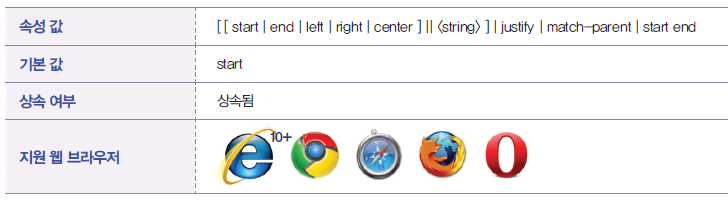 속성 값 [ [ start | end | left | right | center ] || 〈string〉 ] | justify | match-parent | start end
기본 값 start
상속 여부 상속됨
지원 웹 브라우저 10+